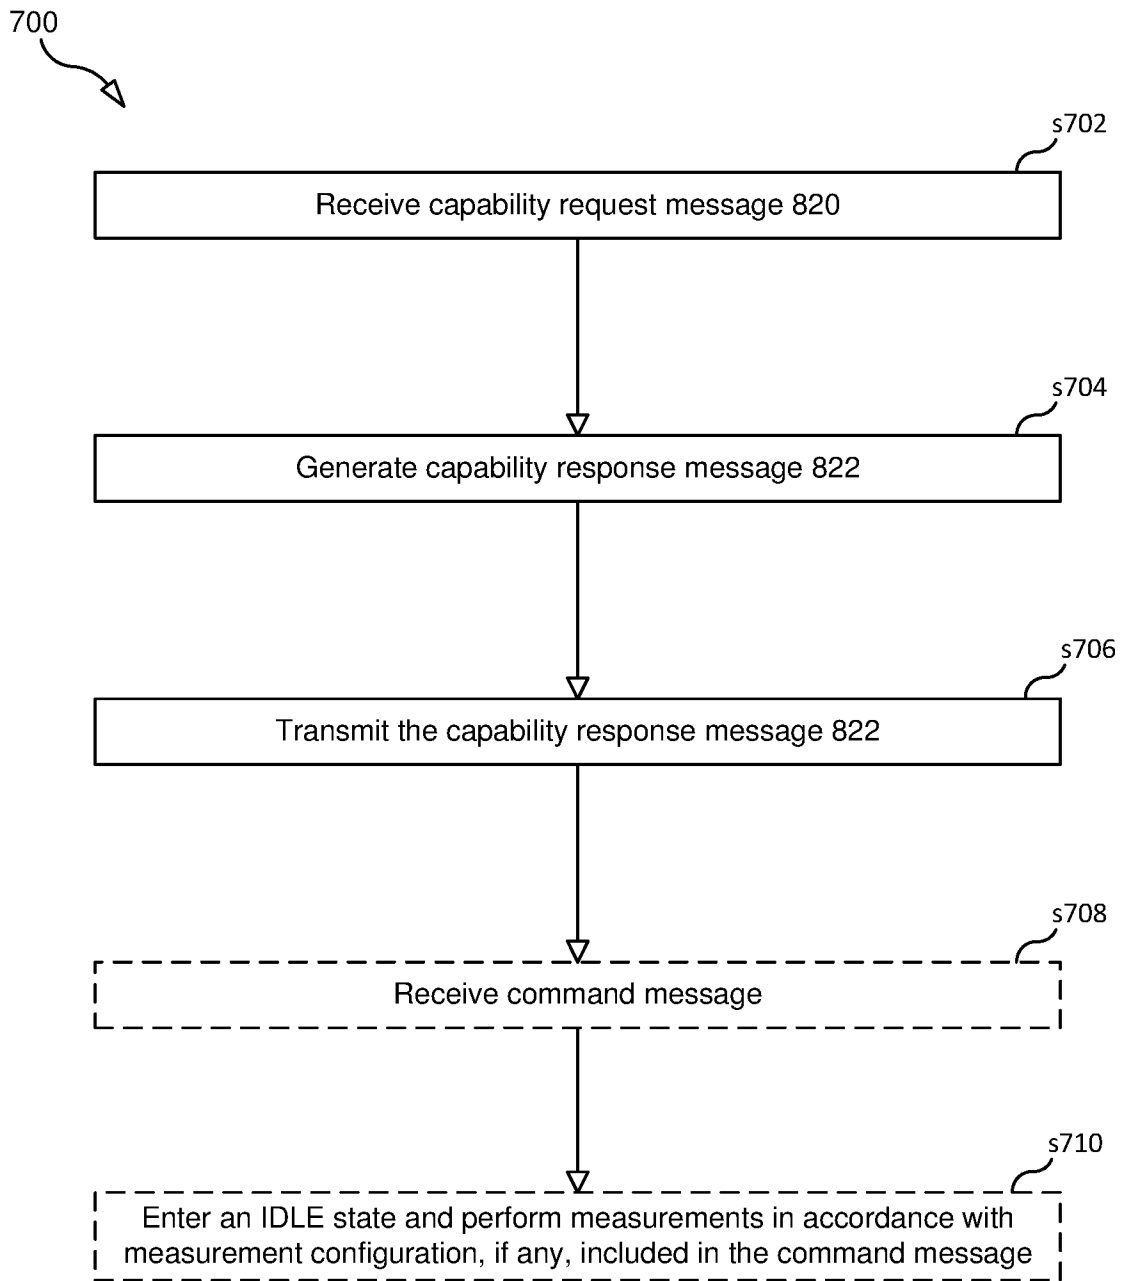 700
s702
Receive capability request message 820
s704
Generate capability response message 822
s706
Transmit the capability response message 822
s708
Receive command message
s710
Enter an IDLE state and perform measurements in accordance with
measurement configuration, if any, included in the command message